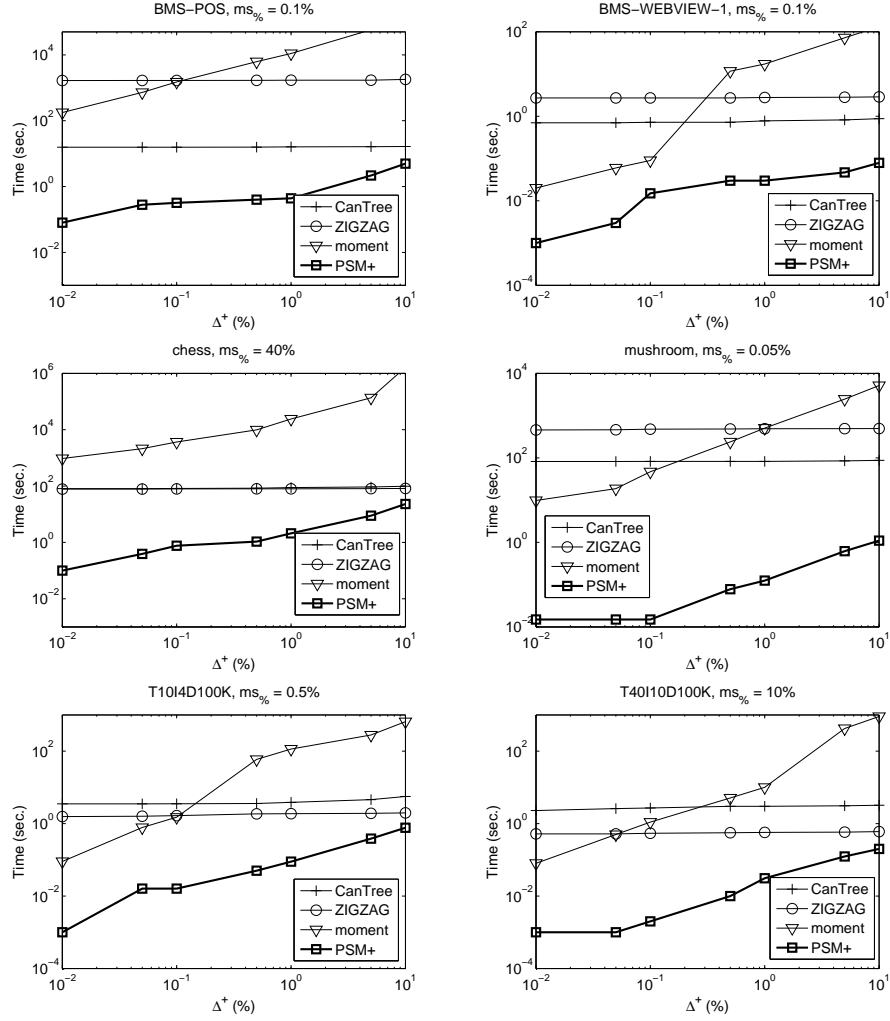 BMS−POS, ms% = 0.1%
Time (sec.)
10^4
10^2
10^0
10^−2
10^−2
10^−1
10^0
10^1
Δ^+ (%)
CanTree
ZIGZAG
moment
PSM+
BMS−WEBVIEW−1, ms% = 0.1%
Time (sec.)
10^2
10^0
10^−2
10^−4
10^−2
10^−1
10^0
10^1
Δ^+ (%)
CanTree
ZIGZAG
moment
PSM+
chess, ms% = 40%
Time (sec.)
10^6
10^4
10^2
10^0
10^−2
10^−2
10^−1
10^0
10^1
Δ^+ (%)
CanTree
ZIGZAG
moment
PSM+
mushroom, ms% = 0.05%
Time (sec.)
10^4
10^2
10^0
10^−2
10^−2
10^−1
10^0
10^1
Δ^+ (%)
CanTree
ZIGZAG
moment
PSM+
T10I4D100K, ms% = 0.5%
Time (sec.)
10^2
10^0
10^−2
10^−4
10^−2
10^−1
10^0
10^1
Δ^+ (%)
CanTree
ZIGZAG
moment
PSM+
T40I10D100K, ms% = 10%
Time (sec.)
10^2
10^0
10^−2
10^−4
10^−2
10^−1
10^0
10^1
Δ^+ (%)
CanTree
ZIGZAG
moment
PSM+